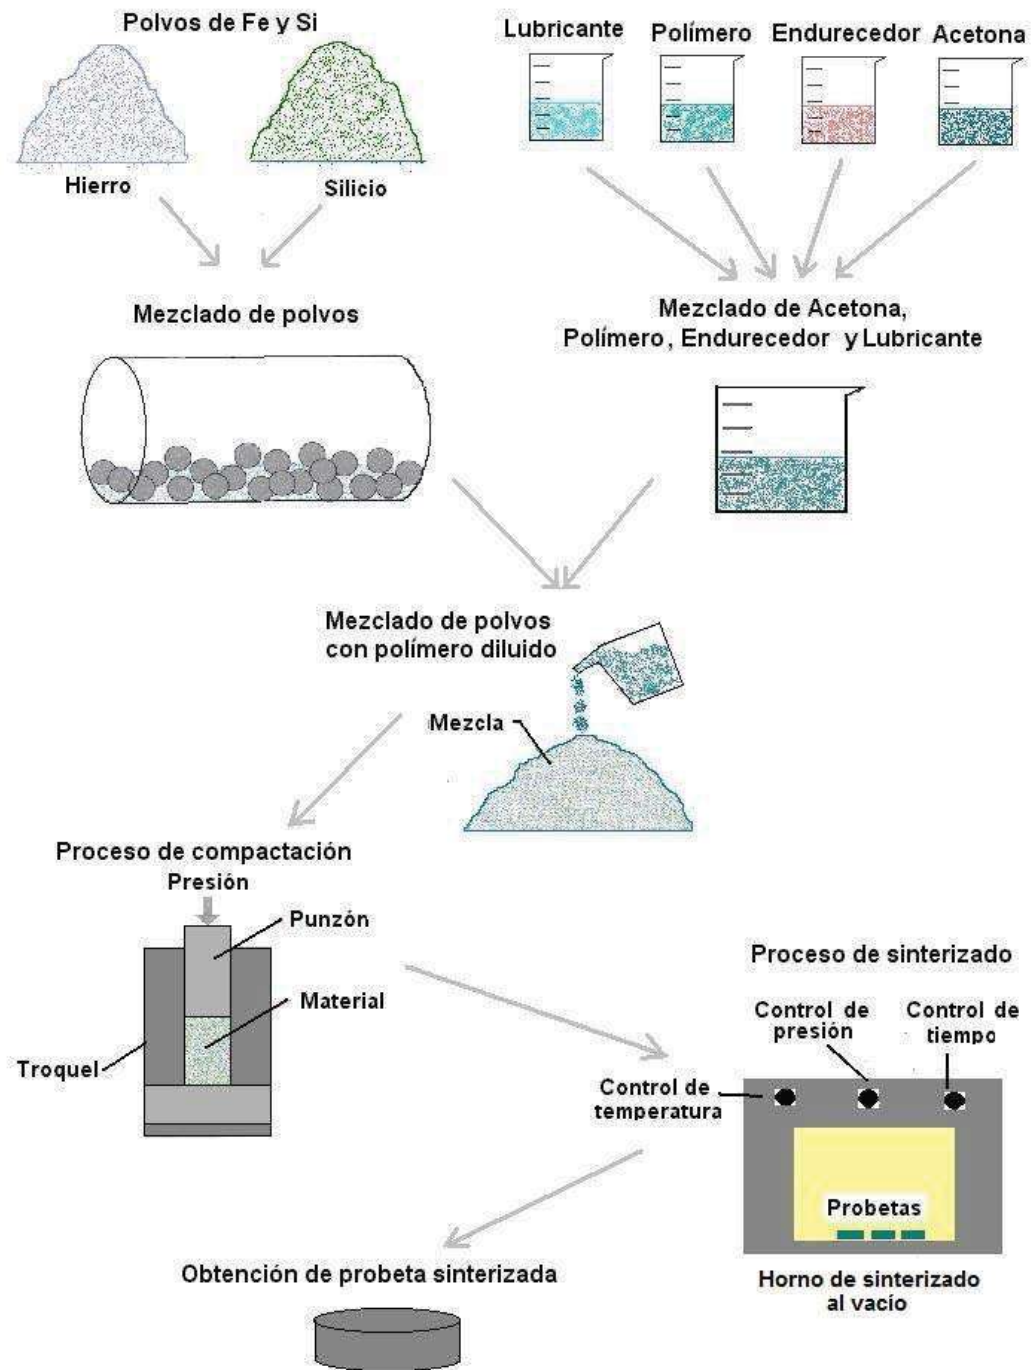 Polvos de Fe y Si
Lubricante
Polímero
Endurecedor
Acetona
Hierro
Silicio
Mezclado de polvos
Mezclado de Acetona,
Polímero, Endurecedor y Lubricante
Mezclado de polvos
con polímero diluido
Mezcla
Proceso de compactación
Presión
Punzón
Material
Troquel
Proceso de sinterizado
Control de
presión
Control de
tiempo
Control de
temperatura
Probetas
Horno de sinterizado
al vacío
Obtención de probeta sinterizada